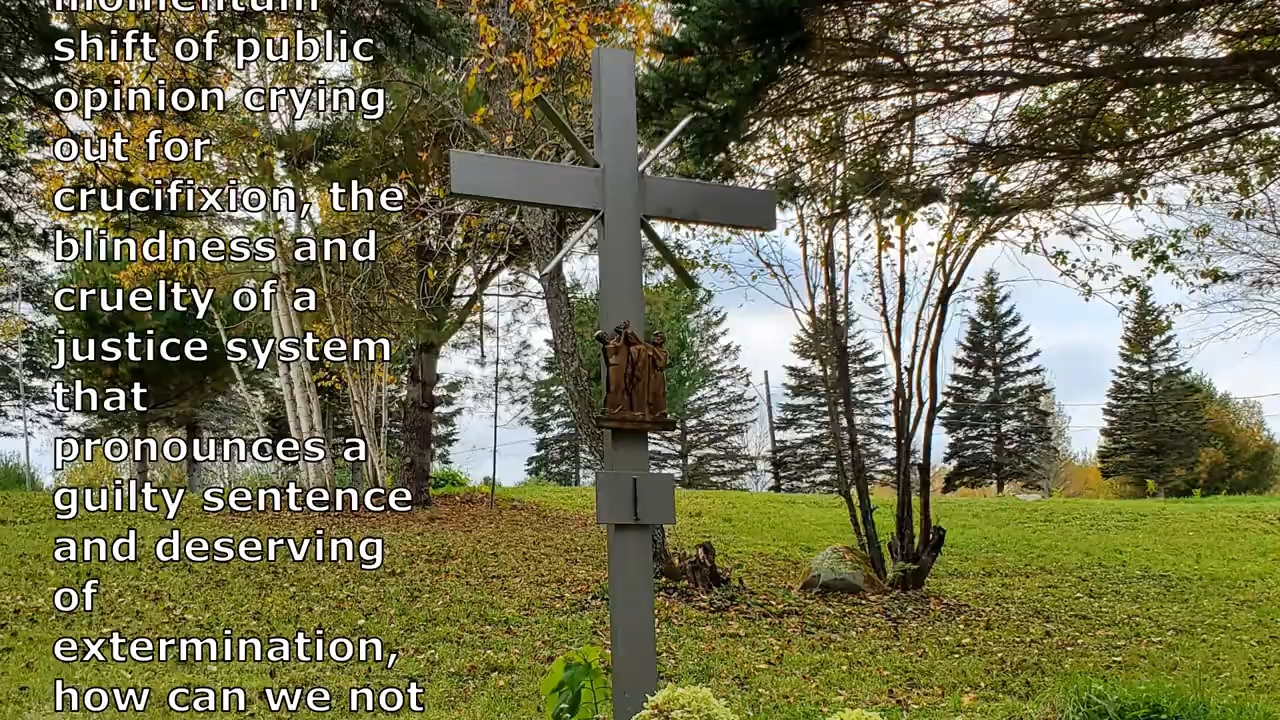 momentum
shift of public
opinion crying
out for
crucifixion, the
blindness and
cruelty of a
justice system
that
pronounces a
guilty sentence
and deserving
of
extermination,
how can we not
I